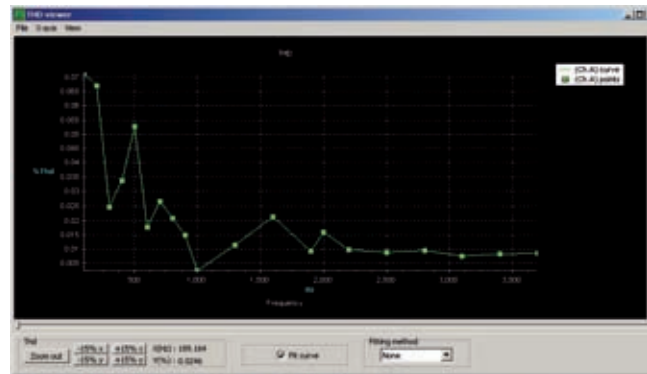 THD viewer
File Trace View
THD
(Ch.A) curve
(Ch.A) points
0.07
0.065
0.06
0.055
0.05
0.045
0.04
% Thd
0.035
0.03
0.025
0.02
0.015
0.01
0.005
500
1,000
1,500
2,000
2,500
3,000
3,500
Hz
Frequency
Thd
Zoom out
-15% x
+15% x
-15% y
+15% y
Fit curve
Fitting method
None